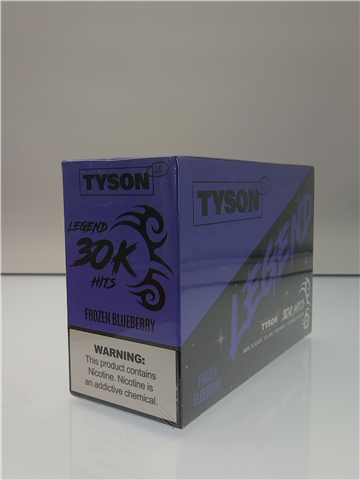 TYSON
LEGEND
30K
HITS
FROZEN BLUEBERRY
WARNING:
This product contains
Nicotine. Nicotine is
an addictive chemical.
TYSON
LEGEND
TYSON 30K HITS
FROZEN
BLUEBERRY